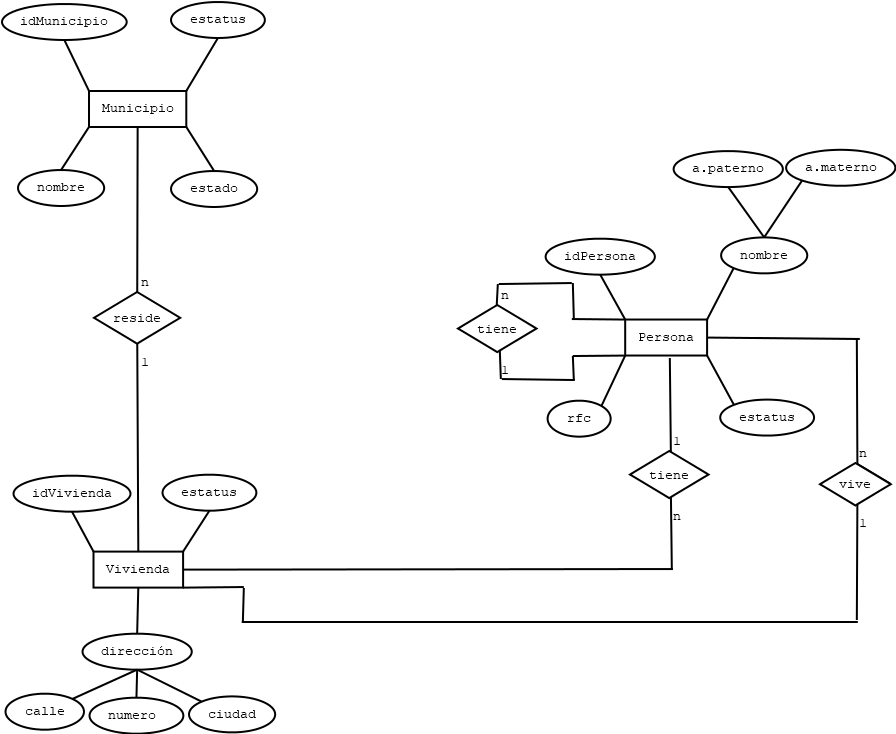 idMunicipio
estatus
Municipio
nombre
estado
a.paterno
a.materno
idPersona
nombre
n
reside
1
n
tiene
1
Persona
rfc
estatus
1
tiene
n
n
vive
1
idVivienda
estatus
Vivienda
dirección
calle
numero
ciudad